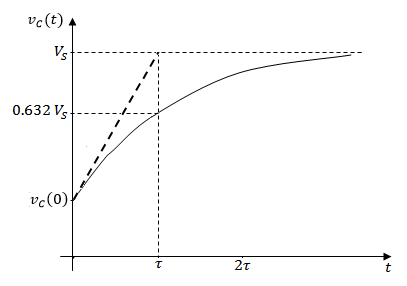 v_C(t)
V_S
0.632 V_S
v_C(0)
τ
2τ
t